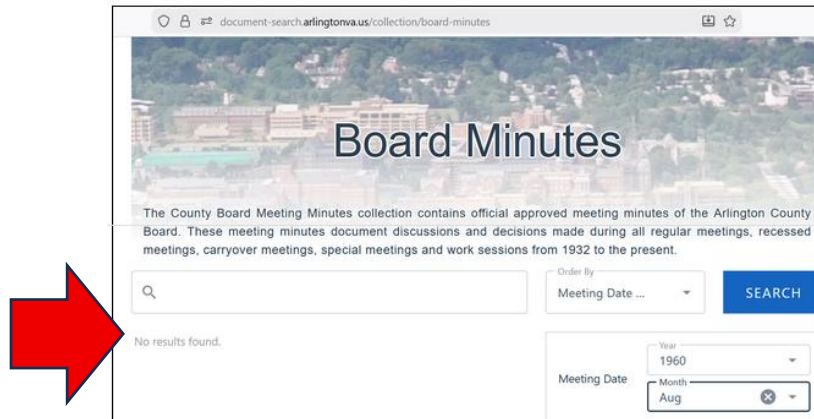 document-search.arlingtonva.us/collection/board-minutes
Board Minutes
The County Board Meeting Minutes collection contains official approved meeting minutes of the Arlington County
Board. These meeting minutes document discussions and decisions made during all regular meetings, recessed
meetings, carryover meetings, special meetings and work sessions from 1932 to the present.
Order By
Meeting Date ...
SEARCH
No results found.
Meeting Date
Year
1960
Month
Aug